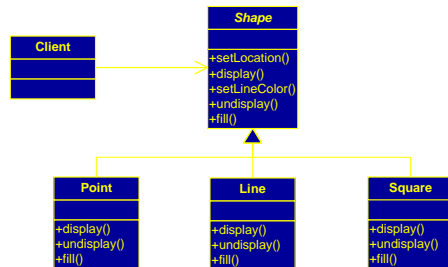 Shape
Client
+setLocation()
+display()
+setLineColor()
+undisplay()
+fill()
Point
+display()
+undisplay()
+fill()
Line
+display()
+undisplay()
+fill()
Square
+display()
+undisplay()
+fill()